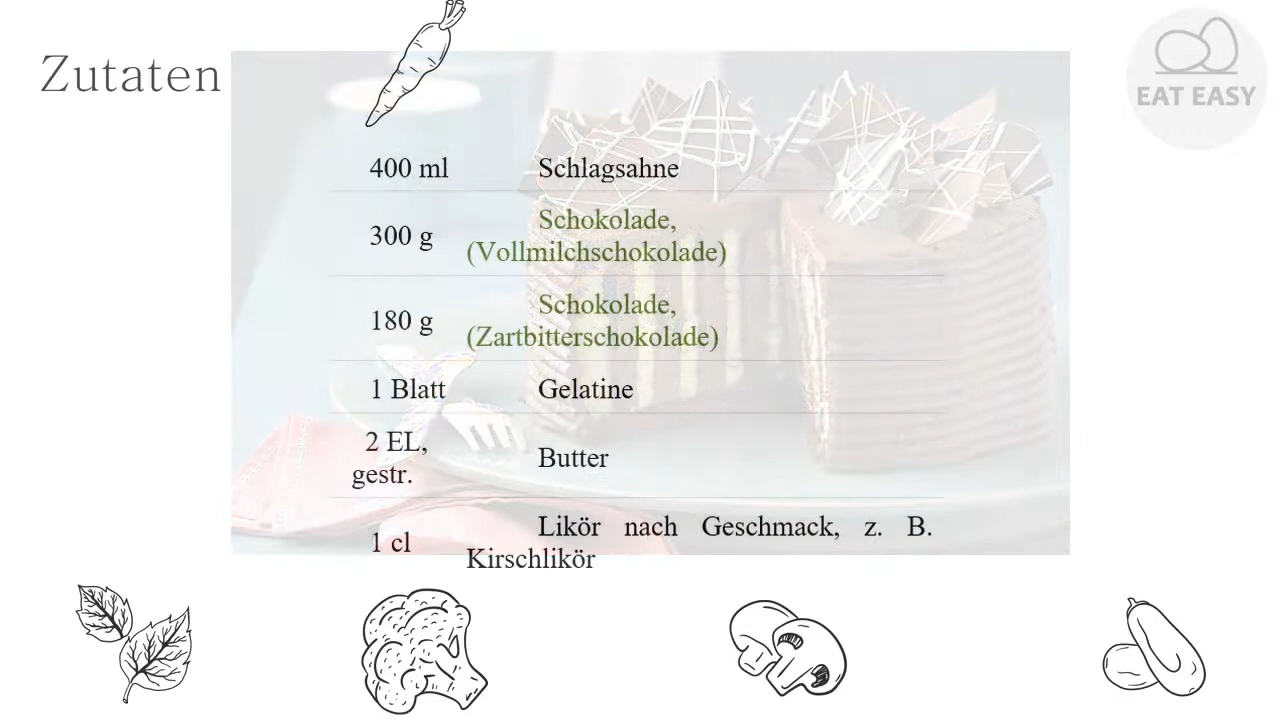 Zutaten
EAT EASY
400 ml Schlagsahne
300 g Schokolade,
(Vollmilchschokolade)
180 g Schokolade,
(Zartbitterschokolade)
1 Blatt Gelatine
2 EL,
gestr. Butter
1 cl Likör nach Geschmack, z. B.
Kirschlikör